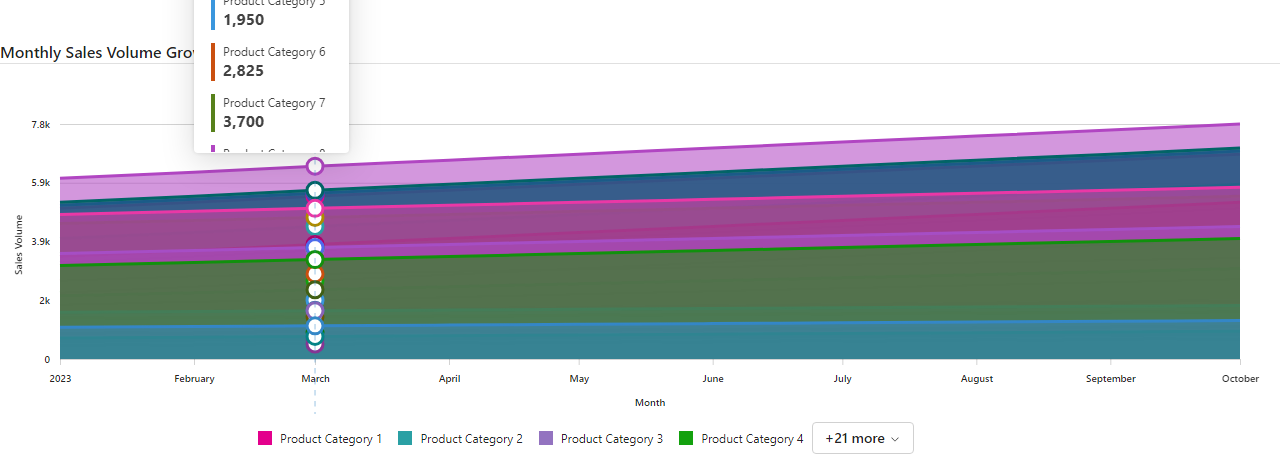 Product Category 5
1,950
Monthly Sales Volume Gro
Product Category 6
2,825
Product Category 7
3,700
7.8k
5.9k
3.9k
2k
0
Sales Volume
2023 February March April May June July August September October
Month
Product Category 1 Product Category 2 Product Category 3 Product Category 4 +21 more